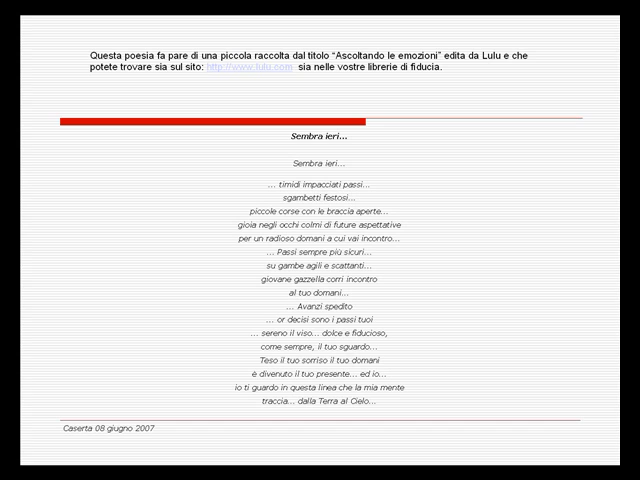 Questa poesia fa pare di una piccola raccolta dal titolo “Ascoltando le emozioni” edita da Lulu e che
potete trovare sia sul sito: http://www.lulu.com sia nelle vostre librerie di fiducia.
Sembra ieri...
Sembra ieri...
... timidi impacciati passi...
sgambetti festosi...
piccole corse con le braccia aperte...
gioia negli occhi colmi di future aspettative
per un radioso domani a cui vai incontro...
... Passi sempre più sicuri...
su gambe agili e scattanti...
giovane gazzella corri incontro
al tuo domani...
... Avanzi spedito
... or decisi sono i passi tuoi
... sereno il viso... dolce e fiducioso,
come sempre, il tuo sguardo...
Teso il tuo sorriso il tuo domani
è divenuto il tuo presente... ed io...
io ti guardo in questa linea che la mia mente
traccia... dalla Terra al Cielo...
Caserta 08 giugno 2007